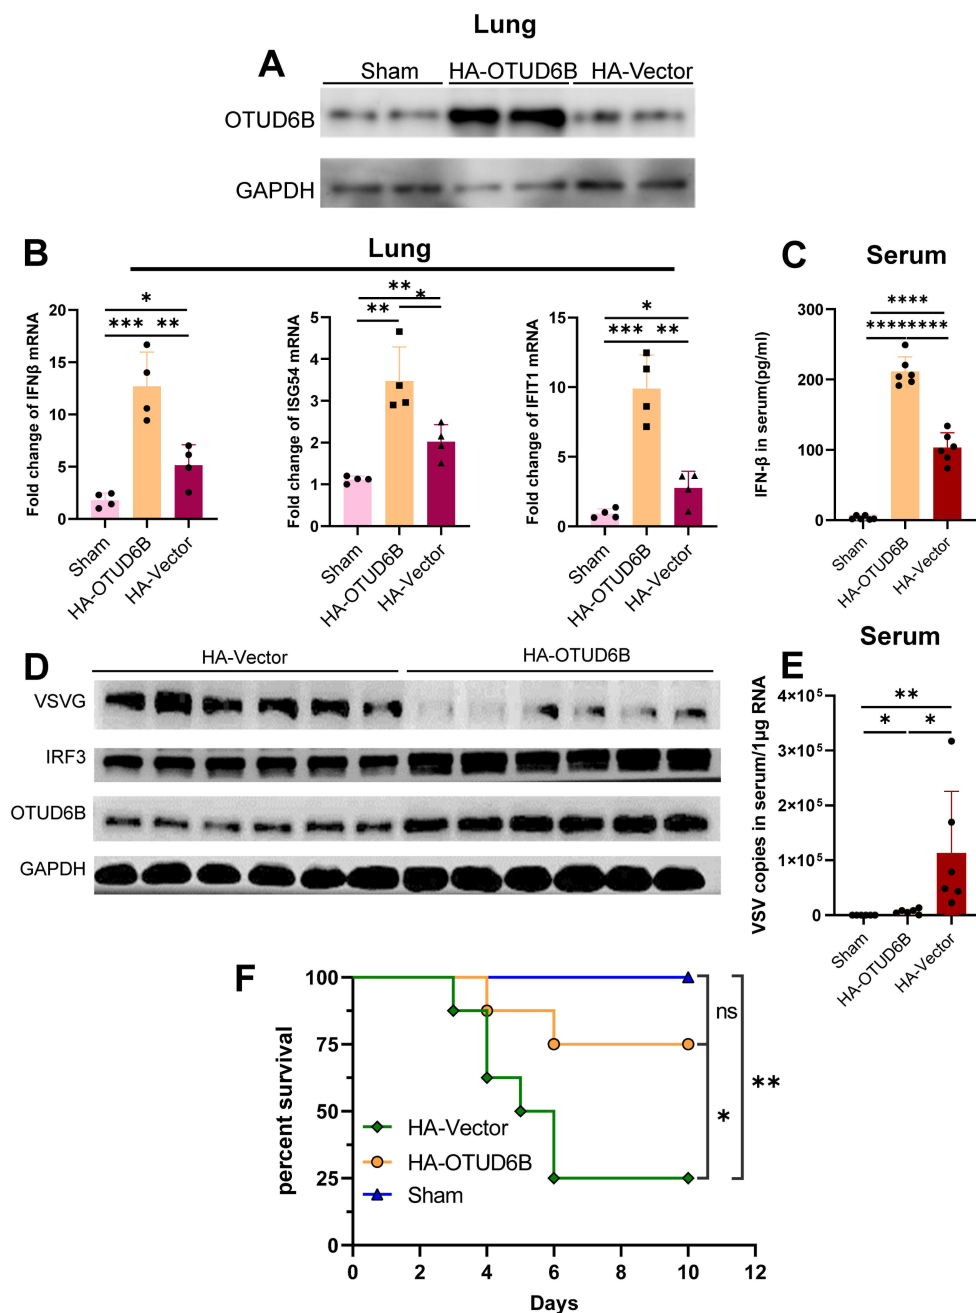 Lung
A
Sham HA-OTUD6B HA-Vector
OTUD6B
GAPDH
B
Lung
Fold change of IFNβ mRNA
20
15
10
5
0
*
*** **
Sham
HA-OTUD6B
HA-Vector
Fold change of ISG54 mRNA
5
4
3
2
1
0
**
** *
Sham
HA-OTUD6B
HA-Vector
Fold change of IFIT1 mRNA
15
10
5
0
*
*** **
Sham
HA-OTUD6B
HA-Vector
C
Serum
IFN-β in serum(pg/ml)
300
200
100
0
****
********
Sham
HA-OTUD6B
HA-Vector
D
HA-Vector HA-OTUD6B
VSVG
IRF3
OTUD6B
GAPDH
E
Serum
VSV copies in serum/1μg RNA
4×10⁵
3×10⁵
2×10⁵
1×10⁵
0
**
* *
Sham
HA-OTUD6B
HA-Vector
F
percent survival
100
75
50
25
0
HA-Vector
HA-OTUD6B
Sham
ns
**
*
0 2 4 6 8 10 12
Days